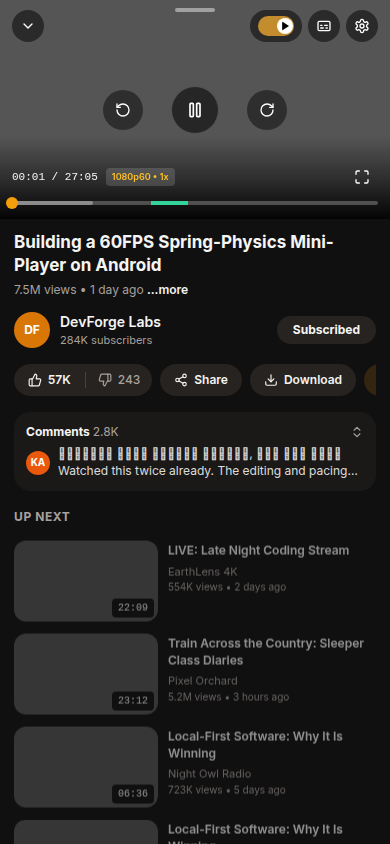 00:01 / 27:05
1080p60 • 1x
Building a 60FPS Spring-Physics Mini-
Player on Android
7.5M views • 1 day ago ...more
DF
DevForge Labs
284K subscribers
Subscribed
57K
243
Share
Download
Comments 2.8K
KA
Watched this twice already. The editing and pacing...
UP NEXT
LIVE: Late Night Coding Stream
EarthLens 4K
554K views • 2 days ago
22:09
Train Across the Country: Sleeper
Class Diaries
Pixel Orchard
5.2M views • 3 hours ago
23:12
Local-First Software: Why It Is
Winning
Night Owl Radio
723K views • 5 days ago
06:36
Local-First Software: Why It Is